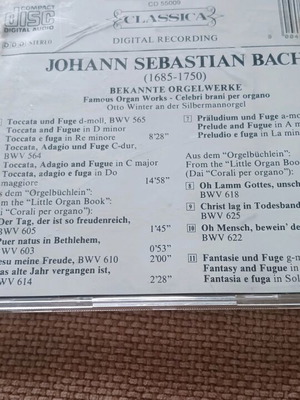 COMPACT
DISC
DIGITAL AUDIO
DDD STEREO
CD 55009
CLASSICA
DIGITAL RECORDING
JOHANN SEBASTIAN BACH
(1685-1750)
BEKANNTE ORGELWERKE
Famous Organ Works - Celebri brani per organo
Otto Winter an der Silbermannorgel
Toccata und Fuge d-moll, BWV 565
Toccata and Fugue in D minor
Toccata e fuga in Re minore 8'28"
Toccata, Adagio und Fuge C-dur,
BWV 564
Toccata, Adagio and Fugue in C major
Toccata, adagio e fuga in Do
maggiore 14'58"
Aus dem "Orgelbüchlein":
From the "Little Organ Book":
Dai "Corali per organo"):
Der Tag, der ist so freudenreich,
BWV 605 1'45"
Puer natus in Bethlehem,
BWV 603 0'53"
Jesu meine Freude, BWV 610 2'00"
Das alte Jahr vergangen ist,
BWV 614 2'28"
7 Präludium und Fuge a-mo
Prelude and Fugue in A m
Preludio e fuga in La min
Aus dem "Orgelbüchlein":
From the "Little Organ Boo
(Dai "Corali per organo"):
8 Oh Lamm Gottes, unsch
BWV 618
9 Christ lag in Todesband
BWV 625
10 Oh Mensch, bewein' de
BWV 622
11 Fantasie und Fuge g-m
Fantasy and Fugue in
Fantasia e fuga in Sol